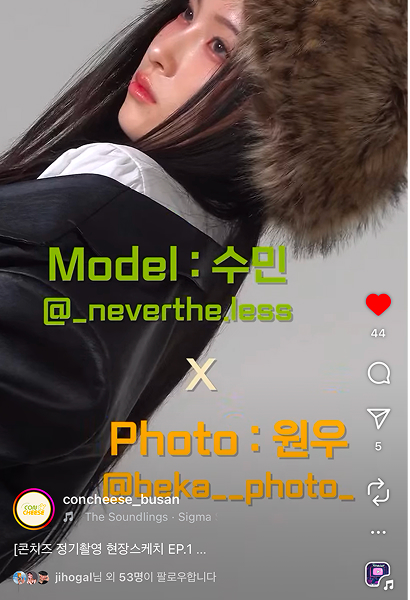 Model : 수민
@_neverthe.less
X
Photo : 원우
@heka__photo_
44
5
CON CHEESE
concheese_busan
The Soundlings - Sigma
[콘치즈 정기촬영 현장스케치 EP.1 ...
jihogal님 외 53명이 팔로우합니다